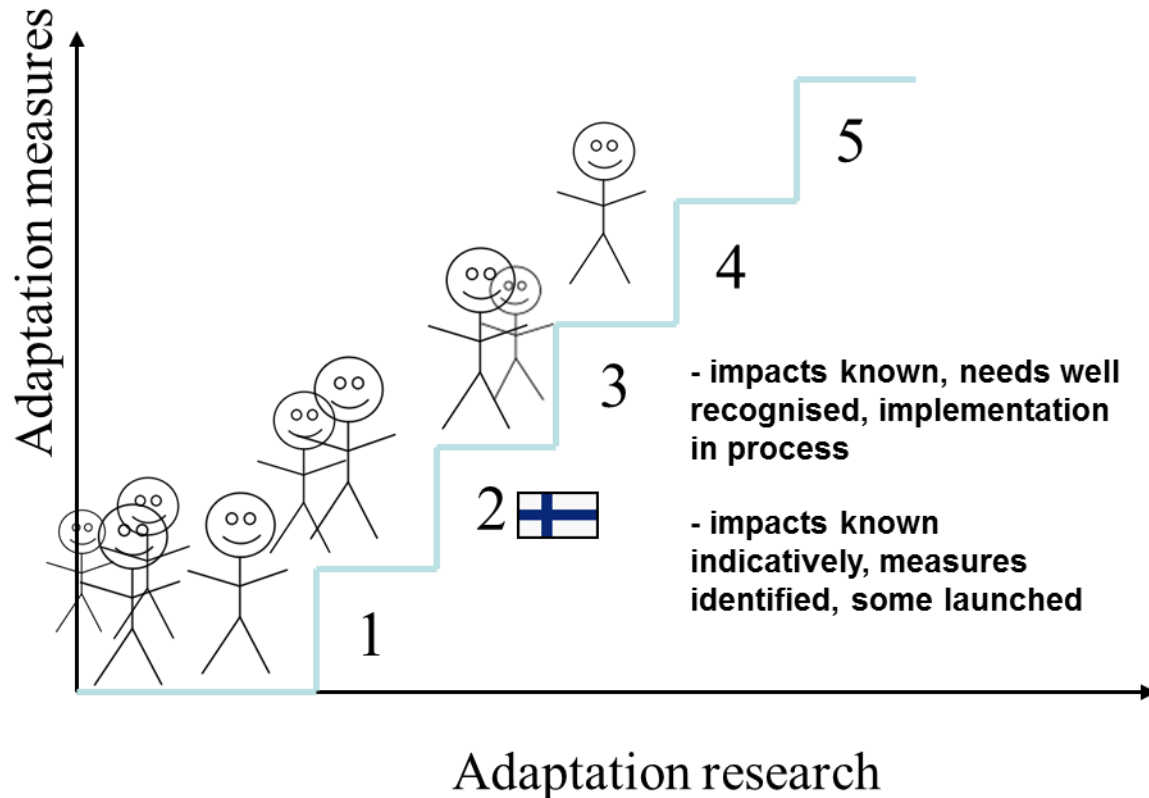 Adaptation measures
5
4
3
- impacts known, needs well
recognised, implementation
in process
2
- impacts known
indicatively, measures
identified, some launched
1
Adaptation research